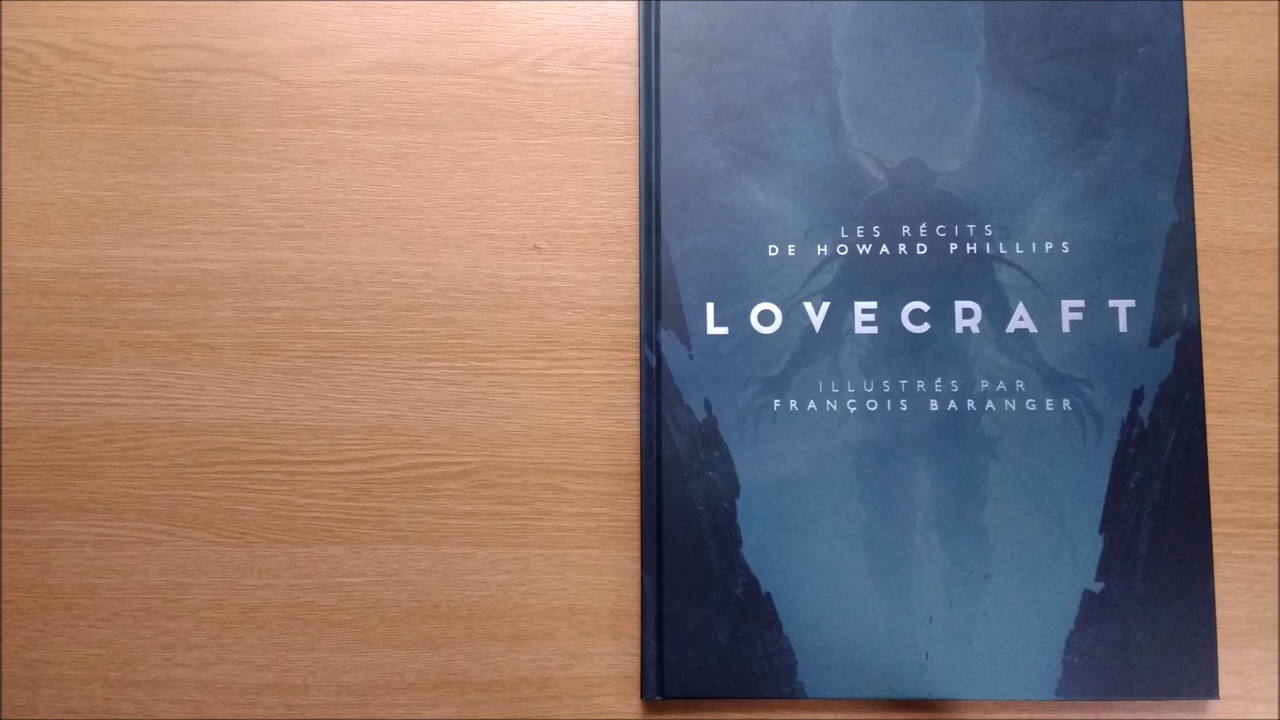 LES RÉCITS
DE HOWARD PHILLIPS
LOVECRAFT
ILLUSTRÉS PAR
FRANÇOIS BARANGER